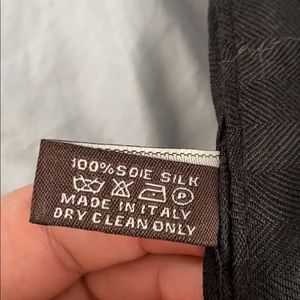 100% SOIE SILK
P
MADE IN ITALY
DRY CLEAN ONLY